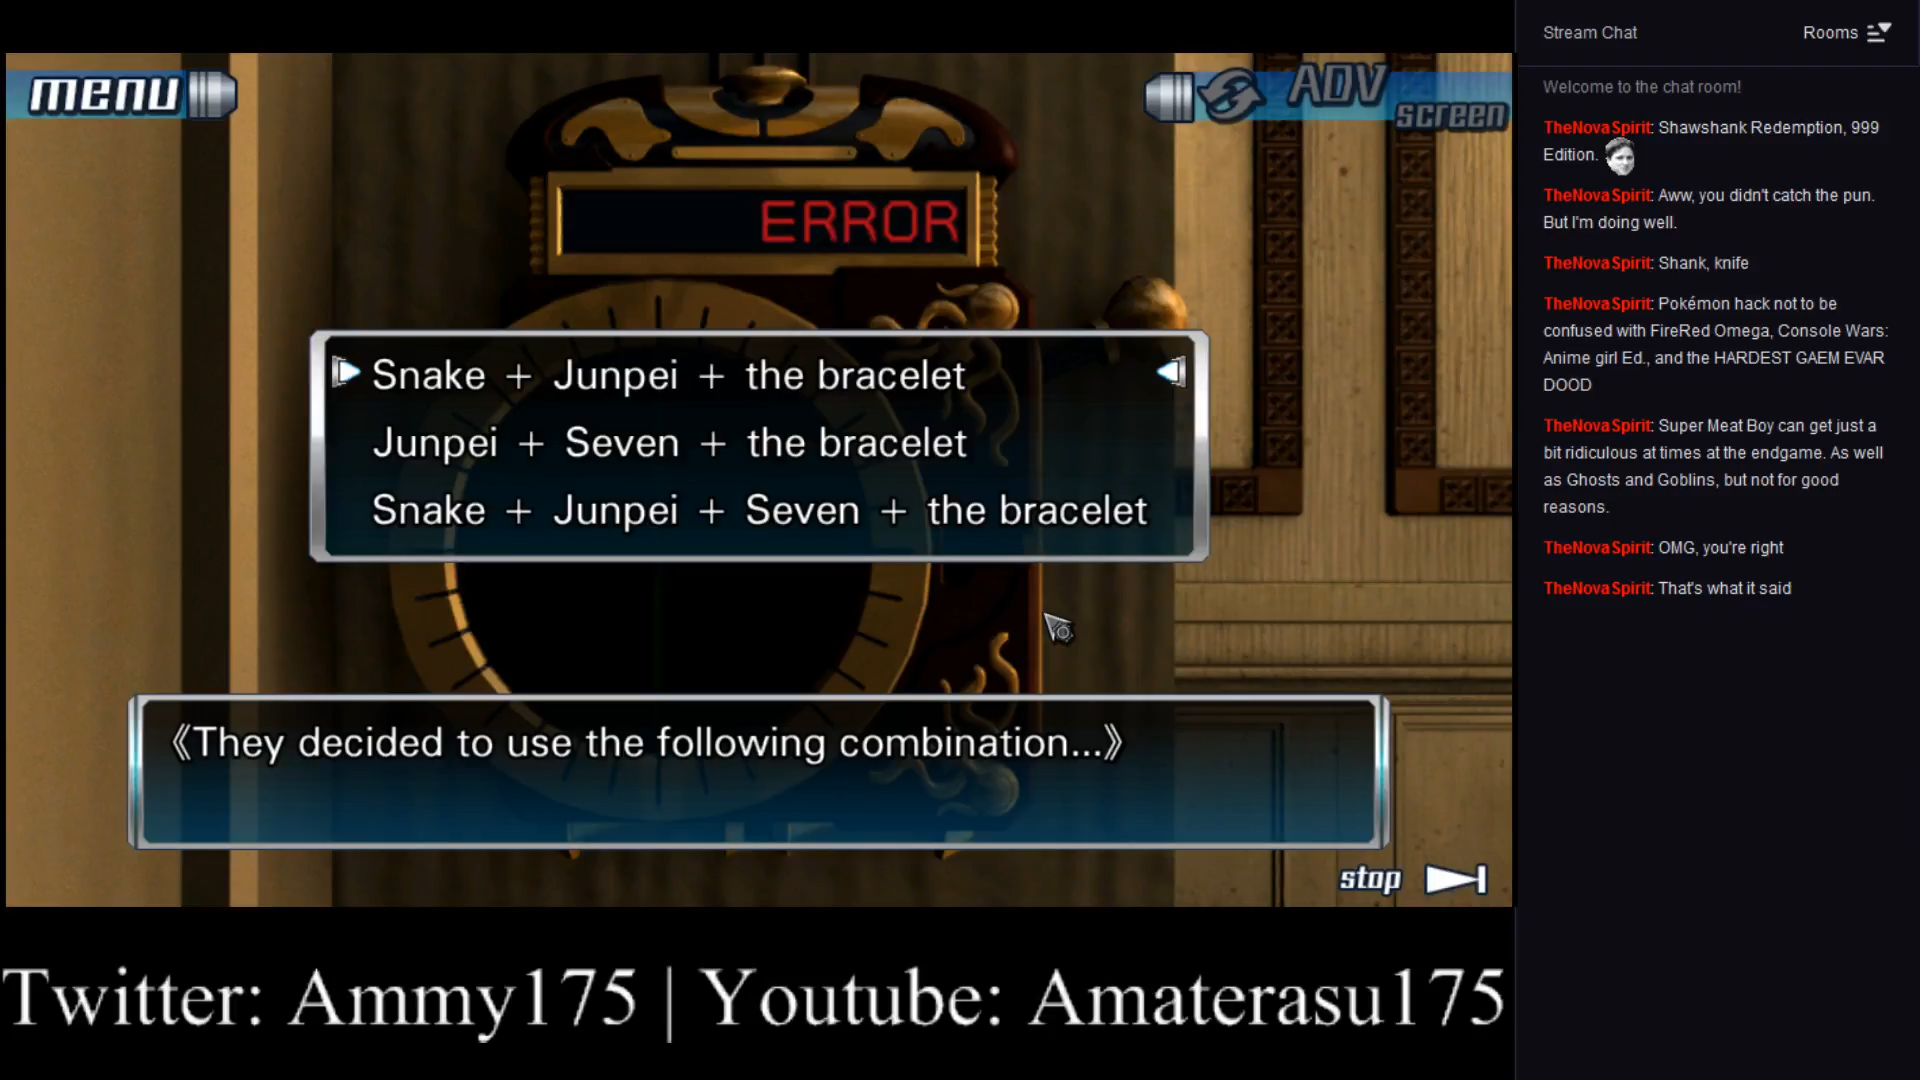 menu
ADV
screen
ERROR
Snake + Junpei + the bracelet
Junpei + Seven + the bracelet
Snake + Junpei + Seven + the bracelet
《They decided to use the following combination...》
stop
Twitter: Ammy175 | Youtube: Amaterasu175
Stream Chat
Rooms
Welcome to the chat room!
TheNovaSpirit: Shawshank Redemption, 999
Edition.
TheNovaSpirit: Aww, you didn't catch the pun.
But I'm doing well.
TheNovaSpirit: Shank, knife
TheNovaSpirit: Pokémon hack not to be
confused with FireRed Omega, Console Wars:
Anime girl Ed., and the HARDEST GAEM EVAR
DOOD
TheNovaSpirit: Super Meat Boy can get just a
bit ridiculous at times at the endgame. As well
as Ghosts and Goblins, but not for good
reasons.
TheNovaSpirit: OMG, you're right
TheNovaSpirit: That's what it said